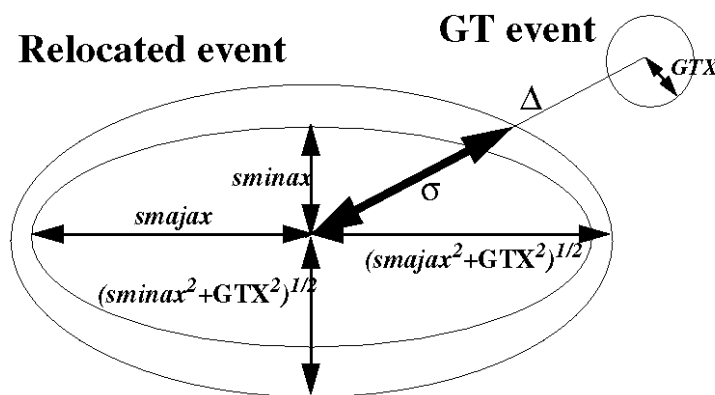 Relocated event
GT event
GTX
Δ
sminax
σ
smajax
(smajax²+GTX²)^1/2
(sminax²+GTX²)^1/2